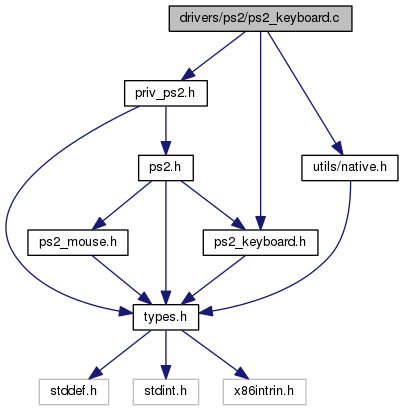 drivers/ps2/ps2_keyboard.c
priv_ps2.h
ps2.h
utils/native.h
ps2_mouse.h
ps2_keyboard.h
types.h
stddef.h
stdint.h
x86intrin.h